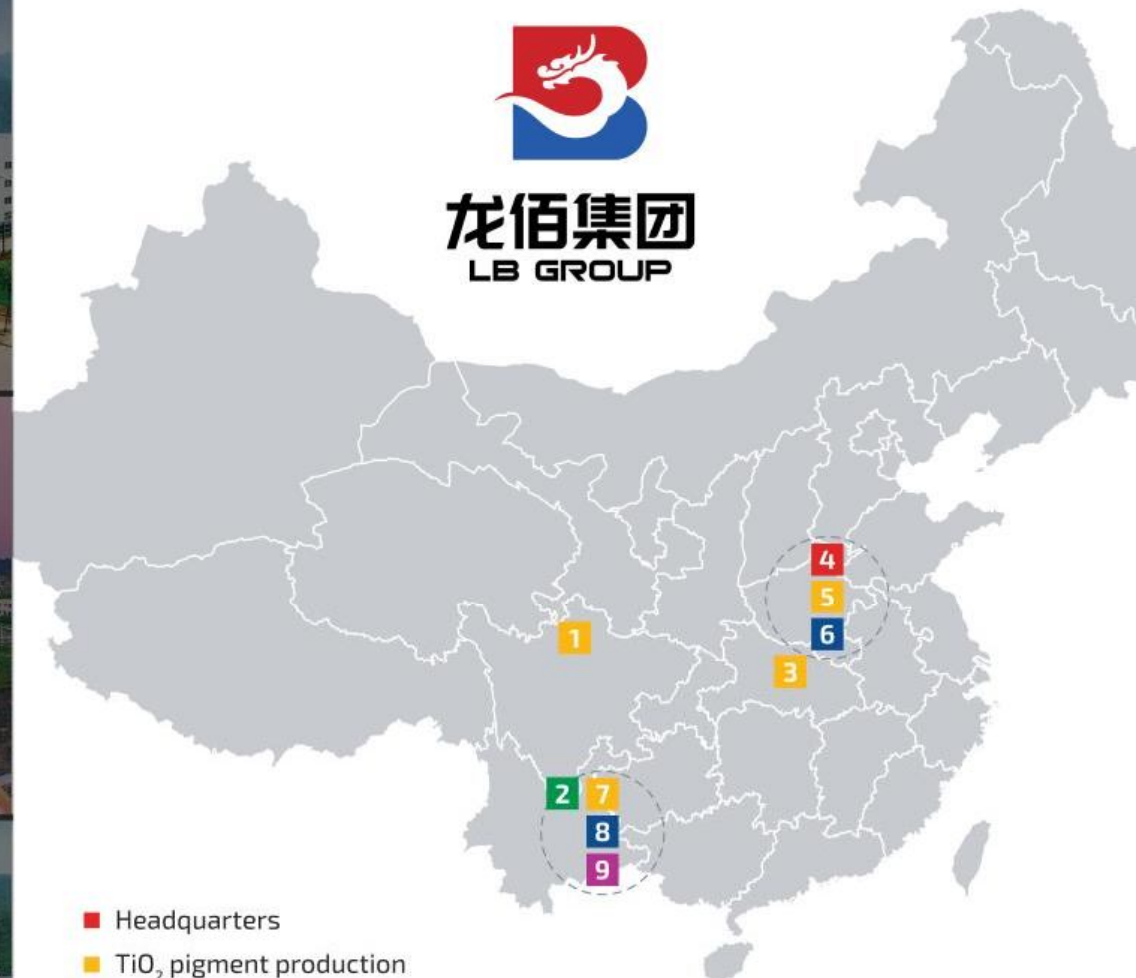 龙佰集团
LB GROUP
4
5
6
1
3
2 7
8
9
Headquarters
TiO₂ pigment production